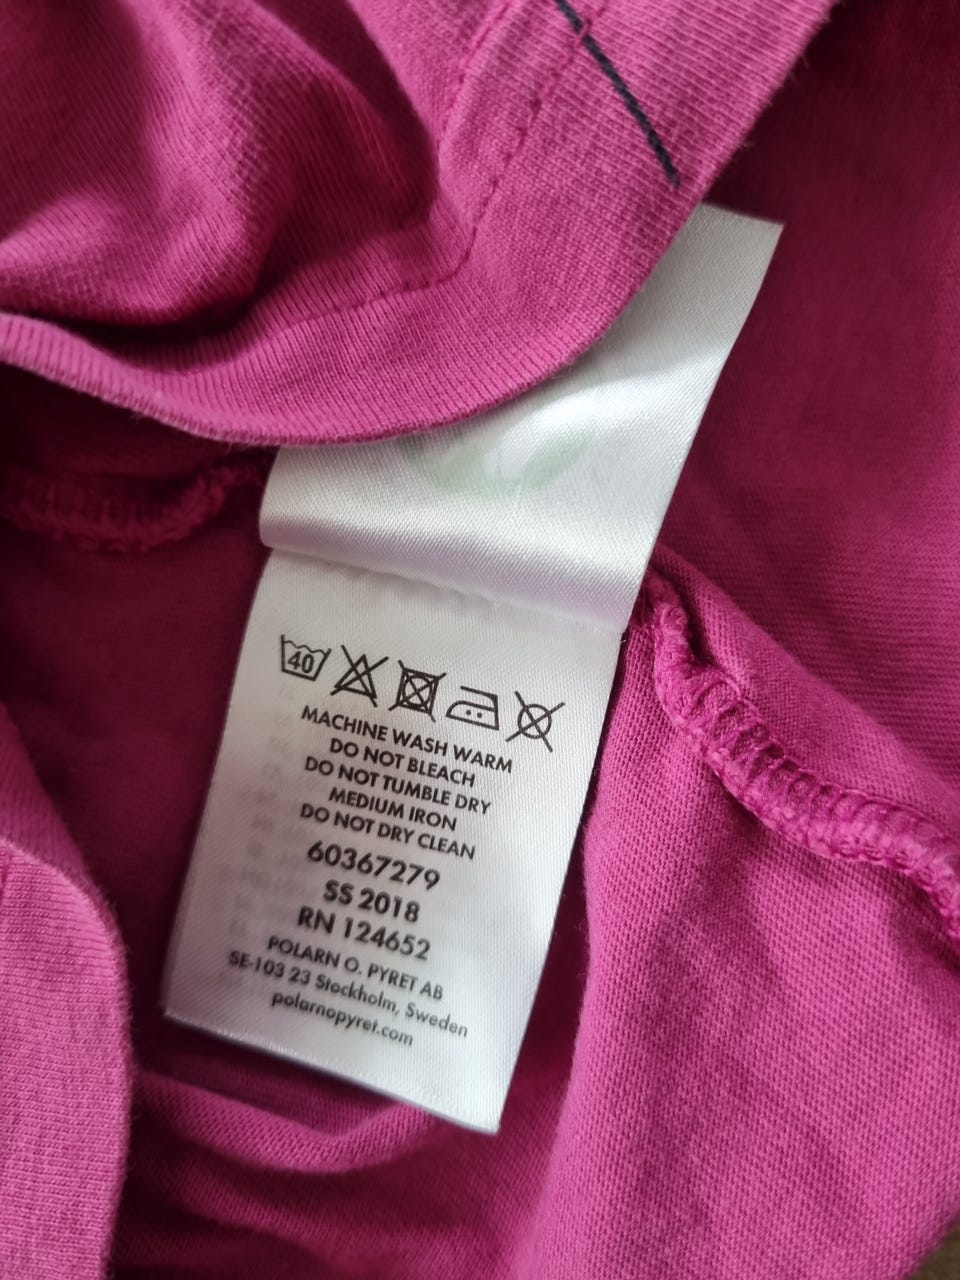 40
MACHINE WASH WARM
DO NOT BLEACH
DO NOT TUMBLE DRY
MEDIUM IRON
DO NOT DRY CLEAN
60367279
SS 2018
RN 124652
POLARN O. PYRET AB
SE-103 23 Stockholm, Sweden
polarnopyret.com